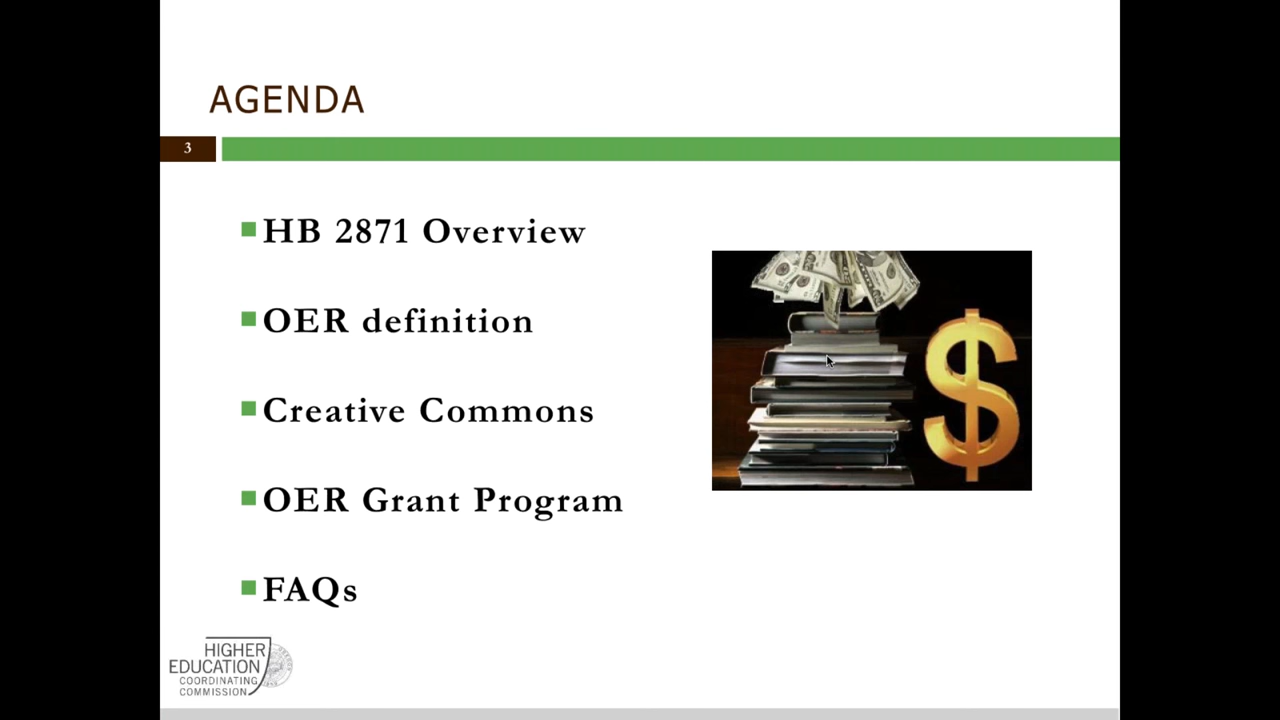 AGENDA
3
HB 2871 Overview
OER definition
Creative Commons
OER Grant Program
FAQs
HIGHER
EDUCATION
COORDINATING
COMMISSION
$